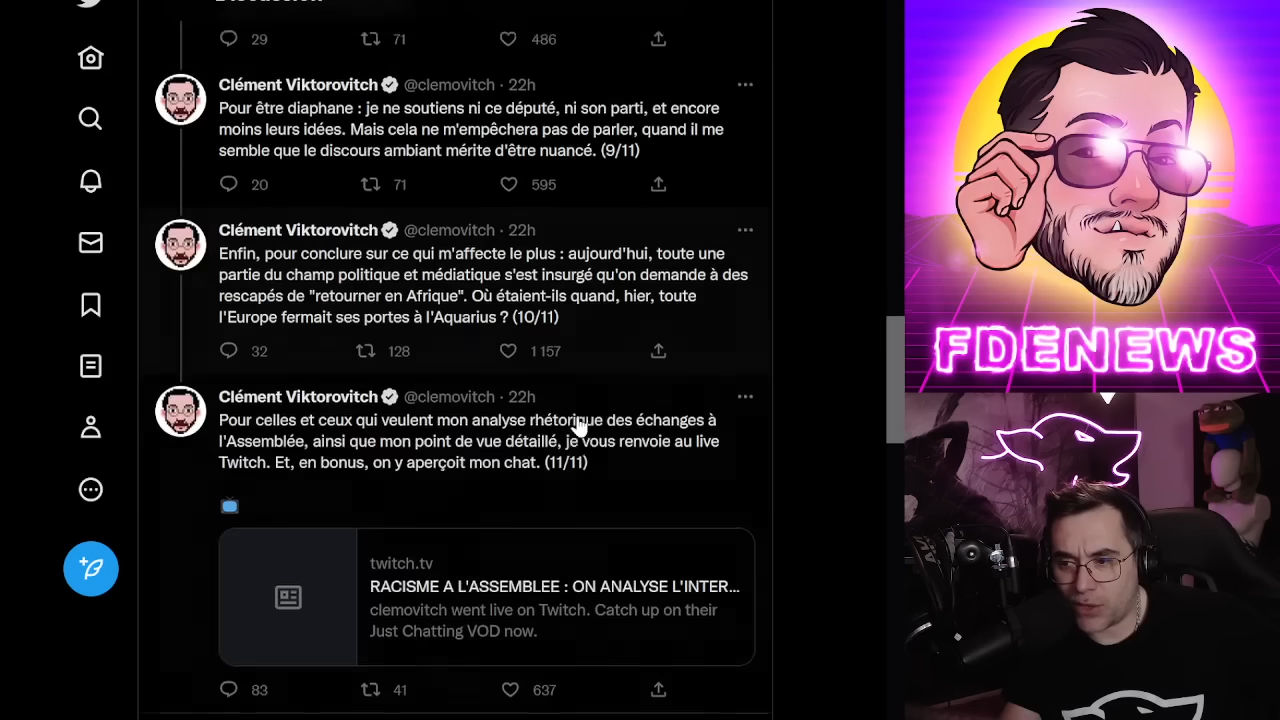 Discussion
29 71 486
Clément Viktorovitch @clemovitch · 22h
Pour être diaphane : je ne soutiens ni ce député, ni son parti, et encore
moins leurs idées. Mais cela ne m'empêchera pas de parler, quand il me
semble que le discours ambiant mérite d'être nuancé. (9/11)
20 71 595
Clément Viktorovitch @clemovitch · 22h
Enfin, pour conclure sur ce qui m'affecte le plus : aujourd'hui, toute une
partie du champ politique et médiatique s'est insurgé qu'on demande à des
rescapés de "retourner en Afrique". Où étaient-ils quand, hier, toute
l'Europe fermait ses portes à l'Aquarius ? (10/11)
32 128 1 157
Clément Viktorovitch @clemovitch · 22h
Pour celles et ceux qui veulent mon analyse rhétorique des échanges à
l'Assemblée, ainsi que mon point de vue détaillé, je vous renvoie au live
Twitch. Et, en bonus, on y aperçoit mon chat. (11/11)
twitch.tv
RACISME A L'ASSEMBLEE : ON ANALYSE L'INTER...
clemovitch went live on Twitch. Catch up on their
Just Chatting VOD now.
83 41 637
FDENEWS